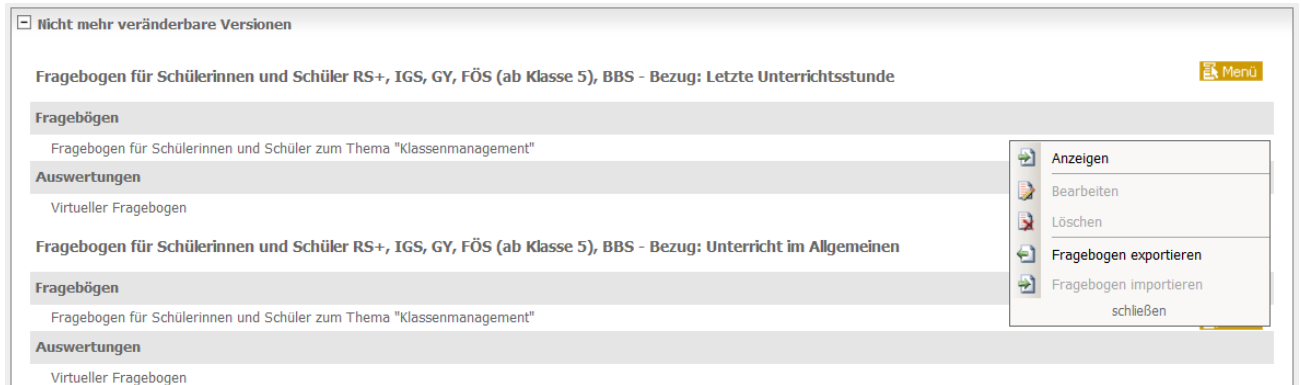 Nicht mehr veränderbare Versionen
Fragebogen für Schülerinnen und Schüler RS+, IGS, GY, FÖS (ab Klasse 5), BBS - Bezug: Letzte Unterrichtsstunde
Menü
Fragebögen
Fragebogen für Schülerinnen und Schüler zum Thema "Klassenmanagement"
Auswertungen
Virtueller Fragebogen
Anzeigen
Bearbeiten
Löschen
Fragebogen exportieren
Fragebogen importieren
schließen
Fragebogen für Schülerinnen und Schüler RS+, IGS, GY, FÖS (ab Klasse 5), BBS - Bezug: Unterricht im Allgemeinen
Fragebögen
Fragebogen für Schülerinnen und Schüler zum Thema "Klassenmanagement"
Auswertungen
Virtueller Fragebogen